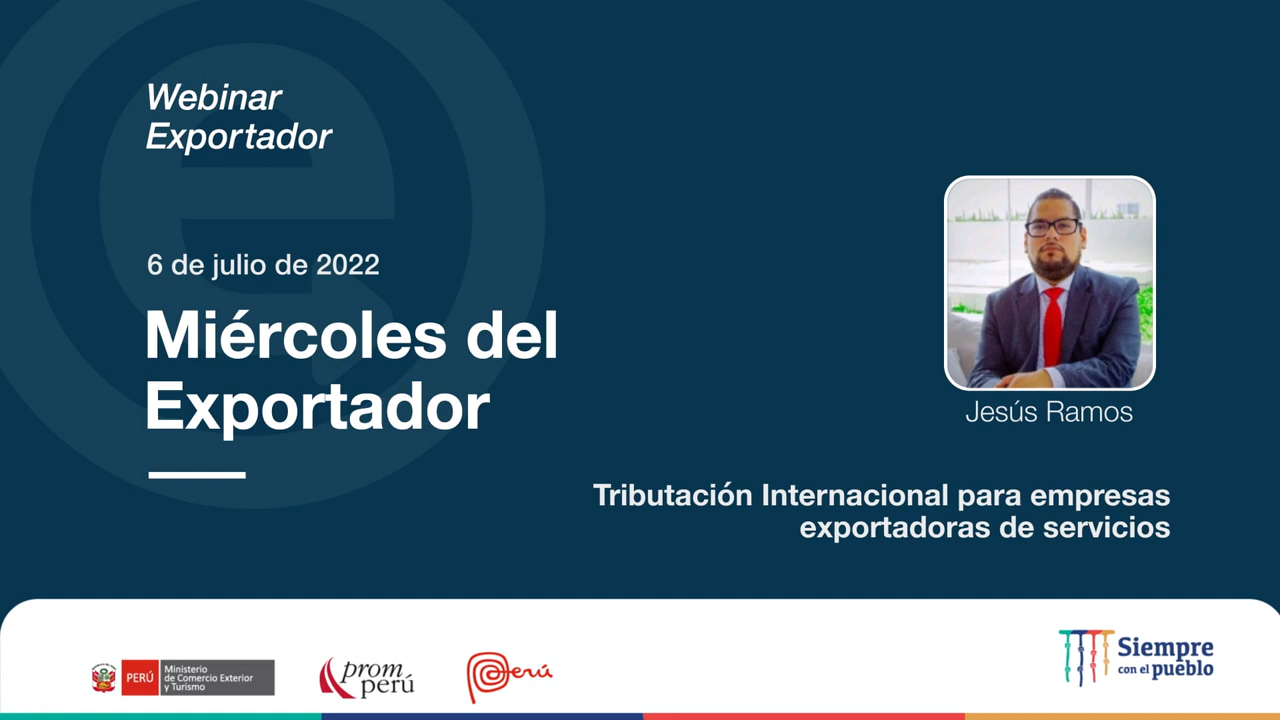 Webinar
Exportador
6 de julio de 2022
Miércoles del
Exportador
Jesús Ramos
Tributación Internacional para empresas
exportadoras de servicios
PERÚ
Ministerio
de Comercio Exterior
y Turismo
prom
perú
Perú
Siempre
con el pueblo